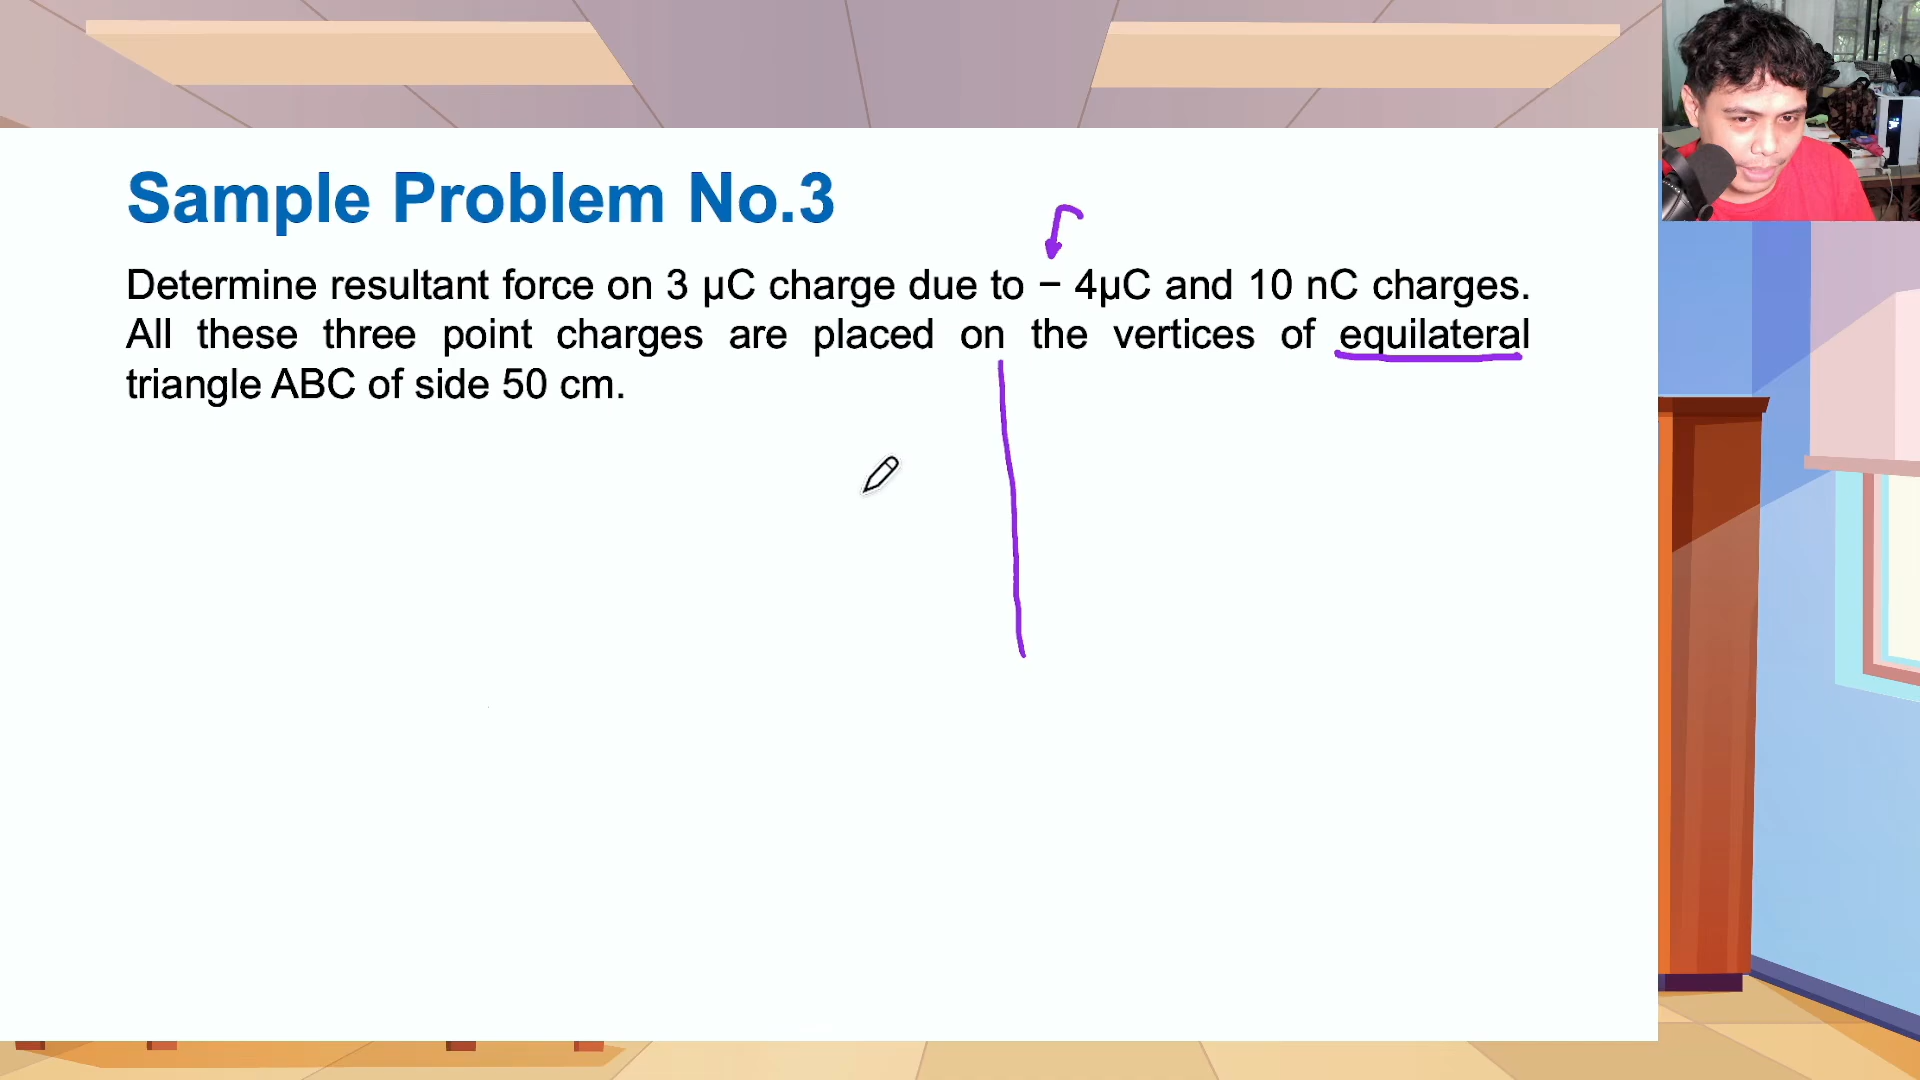 Sample Problem No.3
Determine resultant force on 3 µC charge due to − 4µC and 10 nC charges.
All these three point charges are placed on the vertices of equilateral
triangle ABC of side 50 cm.